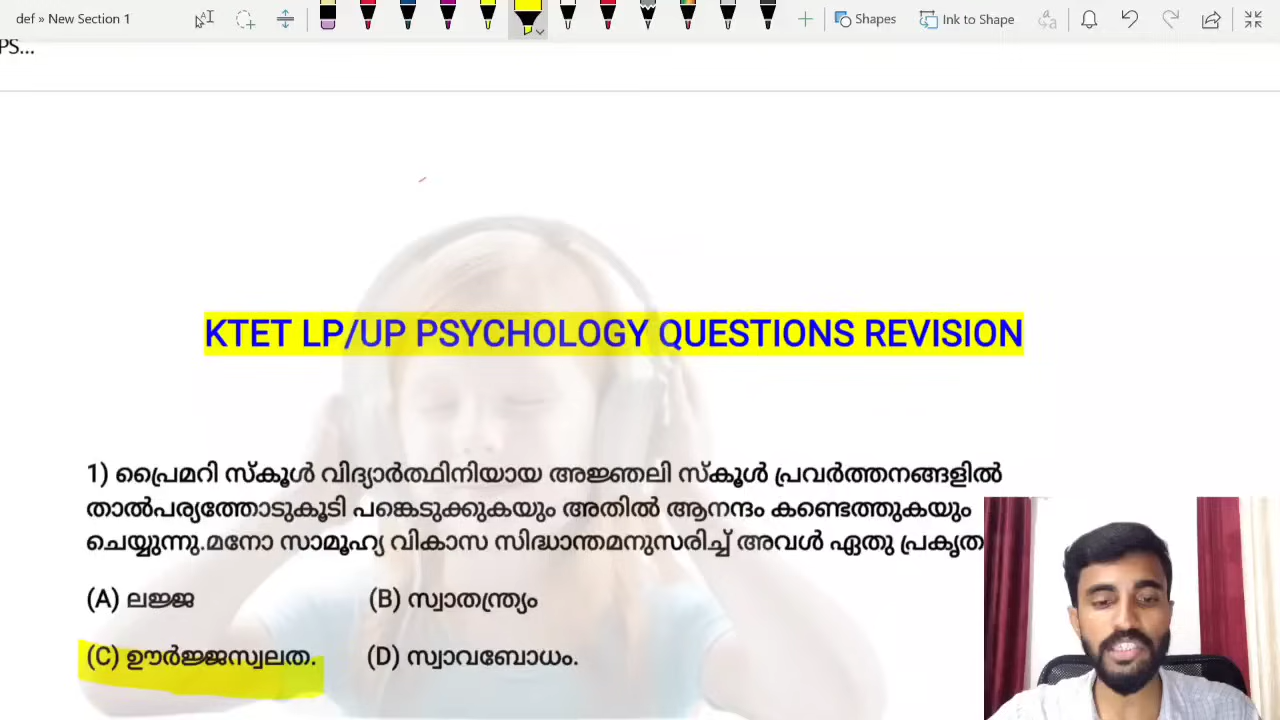 def » New Section 1
Shapes
Ink to Shape
PS...
KTET LP/UP PSYCHOLOGY QUESTIONS REVISION
1) പ്രൈമറി സ്കൂൾ വിദ്യാർത്ഥിനിയായ അഞ്ജലി സ്കൂൾ പ്രവർത്തനങ്ങളിൽ
താൽപര്യത്തോടുകൂടി പങ്കെടുക്കുകയും അതിൽ ആനന്ദം കണ്ടെത്തുകയും
ചെയ്യുന്നു.മനോ സാമൂഹ്യ വികാസ സിദ്ധാന്തമനുസരിച്ച് അവൾ ഏതു പ്രകൃത
(A) ലജ്ജ
(B) സ്വാതന്ത്ര്യം
(C) ഊർജ്ജസ്വലത.
(D) സ്വാവബോധം.